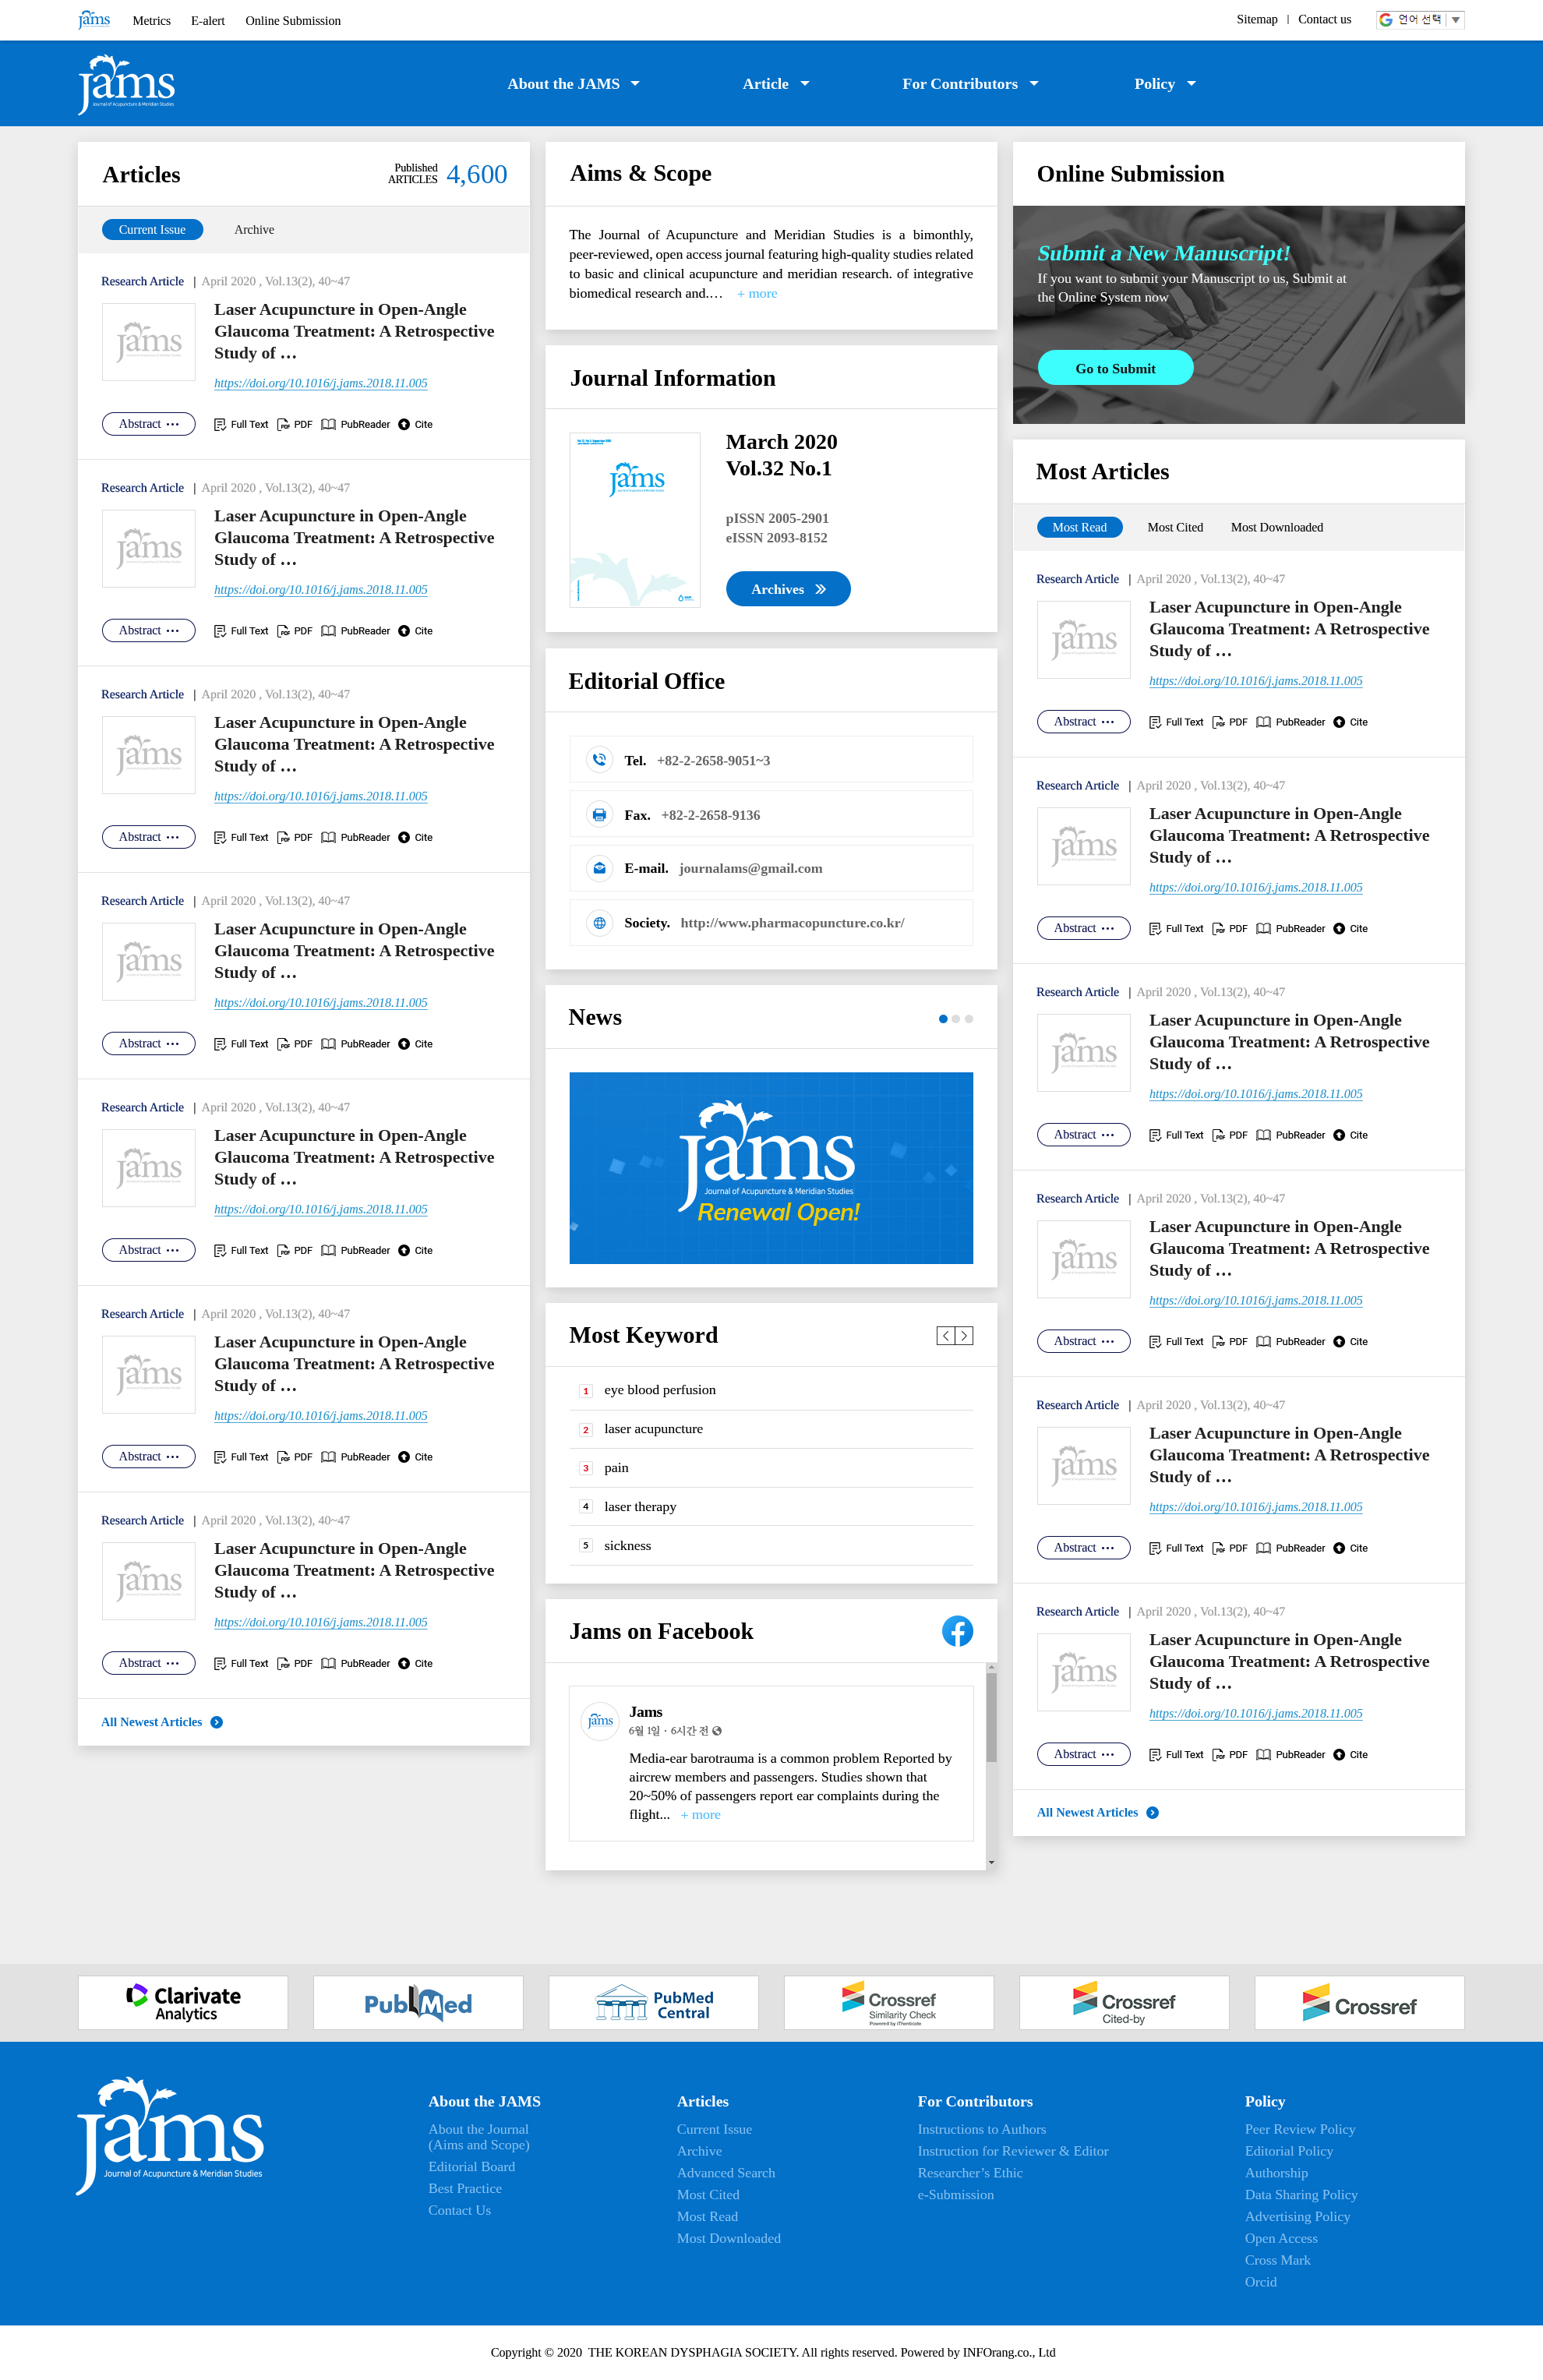 Jams Metrics E-alert Online Submission
Sitemap | Contact us 언어 선택
Jams
Journal of Acupuncture & Meridian Studies
About the JAMS Article For Contributors Policy
Articles
Published
ARTICLES 4,600
Current Issue Archive
Research Article | April 2020 , Vol.13(2), 40~47
Jams
Laser Acupuncture in Open-Angle
Glaucoma Treatment: A Retrospective
Study of …
https://doi.org/10.1016/j.jams.2018.11.005
Abstract Full Text PDF PubReader Cite
Research Article | April 2020 , Vol.13(2), 40~47
Jams
Laser Acupuncture in Open-Angle
Glaucoma Treatment: A Retrospective
Study of …
https://doi.org/10.1016/j.jams.2018.11.005
Abstract Full Text PDF PubReader Cite
Research Article | April 2020 , Vol.13(2), 40~47
Jams
Laser Acupuncture in Open-Angle
Glaucoma Treatment: A Retrospective
Study of …
https://doi.org/10.1016/j.jams.2018.11.005
Abstract Full Text PDF PubReader Cite
Research Article | April 2020 , Vol.13(2), 40~47
Jams
Laser Acupuncture in Open-Angle
Glaucoma Treatment: A Retrospective
Study of …
https://doi.org/10.1016/j.jams.2018.11.005
Abstract Full Text PDF PubReader Cite
Research Article | April 2020 , Vol.13(2), 40~47
Jams
Laser Acupuncture in Open-Angle
Glaucoma Treatment: A Retrospective
Study of …
https://doi.org/10.1016/j.jams.2018.11.005
Abstract Full Text PDF PubReader Cite
Research Article | April 2020 , Vol.13(2), 40~47
Jams
Laser Acupuncture in Open-Angle
Glaucoma Treatment: A Retrospective
Study of …
https://doi.org/10.1016/j.jams.2018.11.005
Abstract Full Text PDF PubReader Cite
Research Article | April 2020 , Vol.13(2), 40~47
Jams
Laser Acupuncture in Open-Angle
Glaucoma Treatment: A Retrospective
Study of …
https://doi.org/10.1016/j.jams.2018.11.005
Abstract Full Text PDF PubReader Cite
All Newest Articles
Aims & Scope
The Journal of Acupuncture and Meridian Studies is a bimonthly,
peer-reviewed, open access journal featuring high-quality studies related
to basic and clinical acupuncture and meridian research. of integrative
biomedical research and.… + more
Journal Information
Jams
March 2020
Vol.32 No.1
pISSN 2005-2901
eISSN 2093-8152
Archives
Editorial Office
Tel. +82-2-2658-9051~3
Fax. +82-2-2658-9136
E-mail. journalams@gmail.com
Society. http://www.pharmacopuncture.co.kr/
News
Jams
Journal of Acupuncture & Meridian Studies
Renewal Open!
Most Keyword
1 eye blood perfusion
2 laser acupuncture
3 pain
4 laser therapy
5 sickness
Jams on Facebook
Jams
Jams
6월 1일 · 6시간 전
Media-ear barotrauma is a common problem Reported by
aircrew members and passengers. Studies shown that
20~50% of passengers report ear complaints during the
flight... + more
Online Submission
Submit a New Manuscript!
If you want to submit your Manuscript to us, Submit at
the Online System now
Go to Submit
Most Articles
Most Read Most Cited Most Downloaded
Research Article | April 2020 , Vol.13(2), 40~47
Jams
Laser Acupuncture in Open-Angle
Glaucoma Treatment: A Retrospective
Study of …
https://doi.org/10.1016/j.jams.2018.11.005
Abstract Full Text PDF PubReader Cite
Research Article | April 2020 , Vol.13(2), 40~47
Jams
Laser Acupuncture in Open-Angle
Glaucoma Treatment: A Retrospective
Study of …
https://doi.org/10.1016/j.jams.2018.11.005
Abstract Full Text PDF PubReader Cite
Research Article | April 2020 , Vol.13(2), 40~47
Jams
Laser Acupuncture in Open-Angle
Glaucoma Treatment: A Retrospective
Study of …
https://doi.org/10.1016/j.jams.2018.11.005
Abstract Full Text PDF PubReader Cite
Research Article | April 2020 , Vol.13(2), 40~47
Jams
Laser Acupuncture in Open-Angle
Glaucoma Treatment: A Retrospective
Study of …
https://doi.org/10.1016/j.jams.2018.11.005
Abstract Full Text PDF PubReader Cite
Research Article | April 2020 , Vol.13(2), 40~47
Jams
Laser Acupuncture in Open-Angle
Glaucoma Treatment: A Retrospective
Study of …
https://doi.org/10.1016/j.jams.2018.11.005
Abstract Full Text PDF PubReader Cite
Research Article | April 2020 , Vol.13(2), 40~47
Jams
Laser Acupuncture in Open-Angle
Glaucoma Treatment: A Retrospective
Study of …
https://doi.org/10.1016/j.jams.2018.11.005
Abstract Full Text PDF PubReader Cite
All Newest Articles
Clarivate
Analytics
PubMed
PubMed
Central
Crossref
Similarity Check
Powered by iThenticate
Crossref
Cited-by
Crossref
Jams
Journal of Acupuncture & Meridian Studies
About the JAMS
About the Journal
(Aims and Scope)
Editorial Board
Best Practice
Contact Us
Articles
Current Issue
Archive
Advanced Search
Most Cited
Most Read
Most Downloaded
For Contributors
Instructions to Authors
Instruction for Reviewer & Editor
Researcher’s Ethic
e-Submission
Policy
Peer Review Policy
Editorial Policy
Authorship
Data Sharing Policy
Advertising Policy
Open Access
Cross Mark
Orcid
Copyright © 2020 THE KOREAN DYSPHAGIA SOCIETY. All rights reserved. Powered by INFOrang.co., Ltd